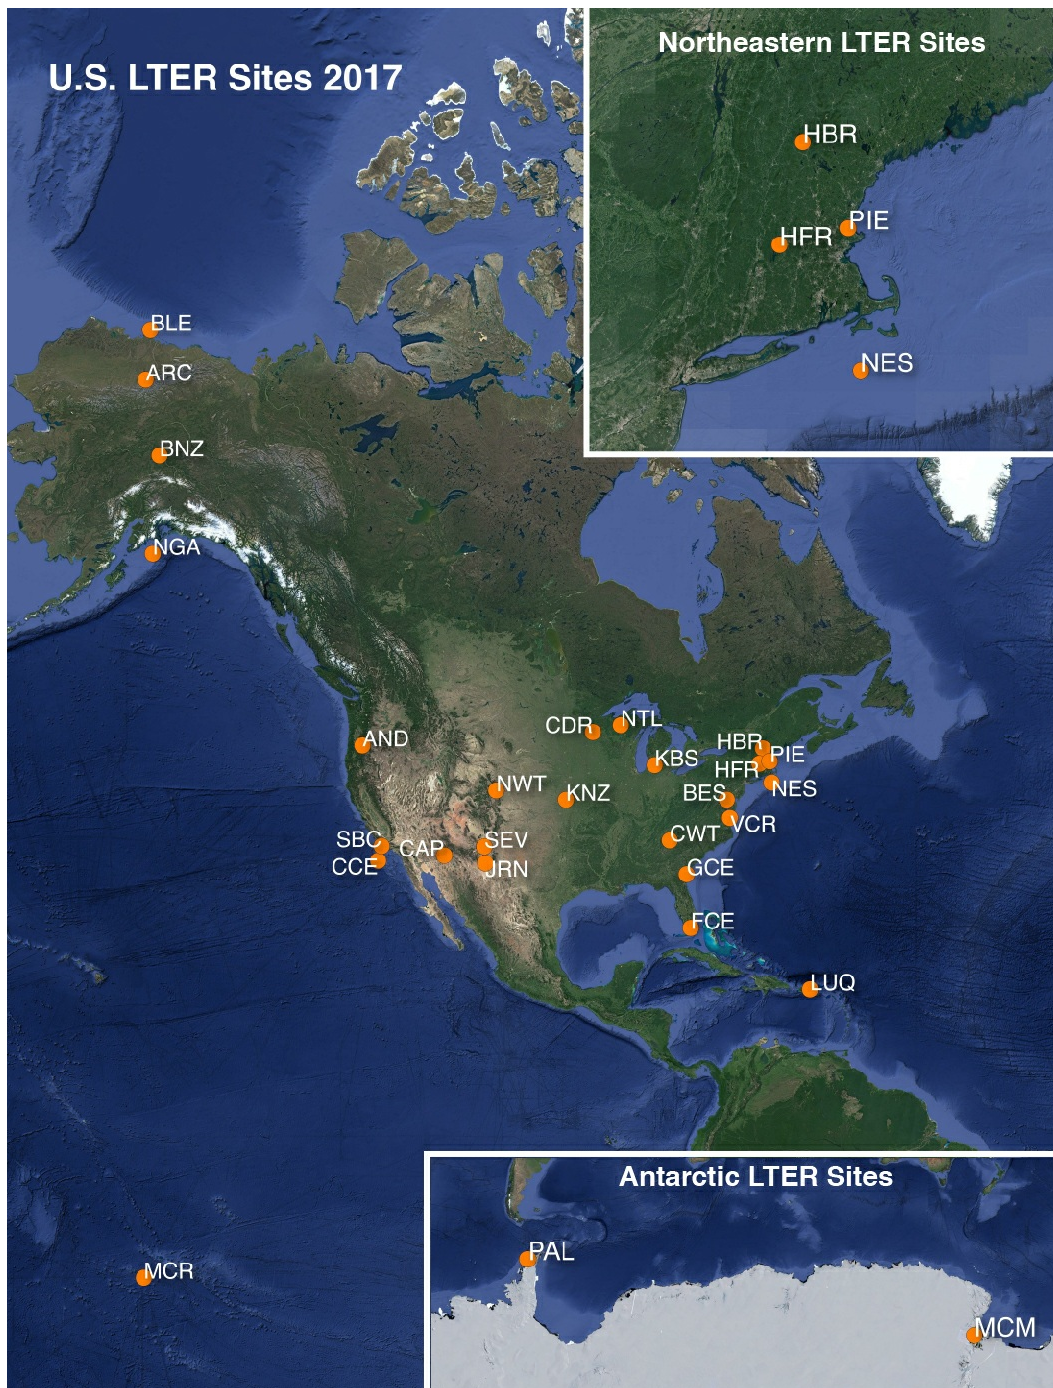 U.S. LTER Sites 2017
Northeastern LTER Sites
HBR
PIE
HFR
NES
BLE
ARC
BNZ
NGA
AND
CDR
NTL
KBS
HBR
PIE
HFR
NES
NWT
KNZ
BES
VCR
SBC
CCE
CAP
SEV
JRN
CWT
GCE
FCE
LUQ
MCR
Antarctic LTER Sites
PAL
MCM